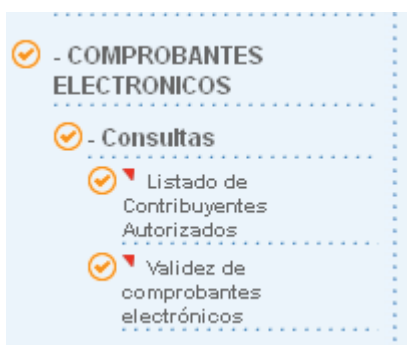 - COMPROBANTES
ELECTRONICOS
- Consultas
Listado de
Contribuyentes
Autorizados
Validez de
comprobantes
electrónicos